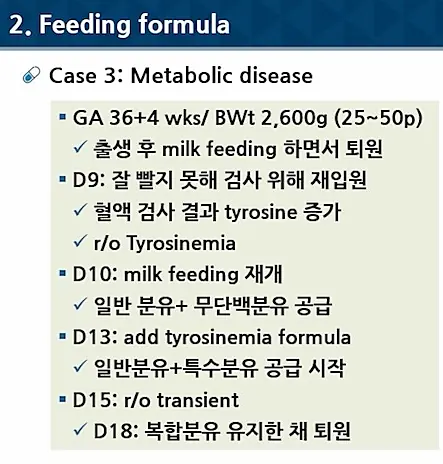 2. Feeding formula
Case 3: Metabolic disease
▪ GA 36+4 wks/ BWt 2,600g (25~50p)
✓ 출생 후 milk feeding 하면서 퇴원
▪ D9: 잘 빨지 못해 검사 위해 재입원
✓ 혈액 검사 결과 tyrosine 증가
✓ r/o Tyrosinemia
▪ D10: milk feeding 재개
✓ 일반 분유+ 무단백분유 공급
▪ D13: add tyrosinemia formula
✓ 일반분유+특수분유 공급 시작
▪ D15: r/o transient
✓ D18: 복합분유 유지한 채 퇴원